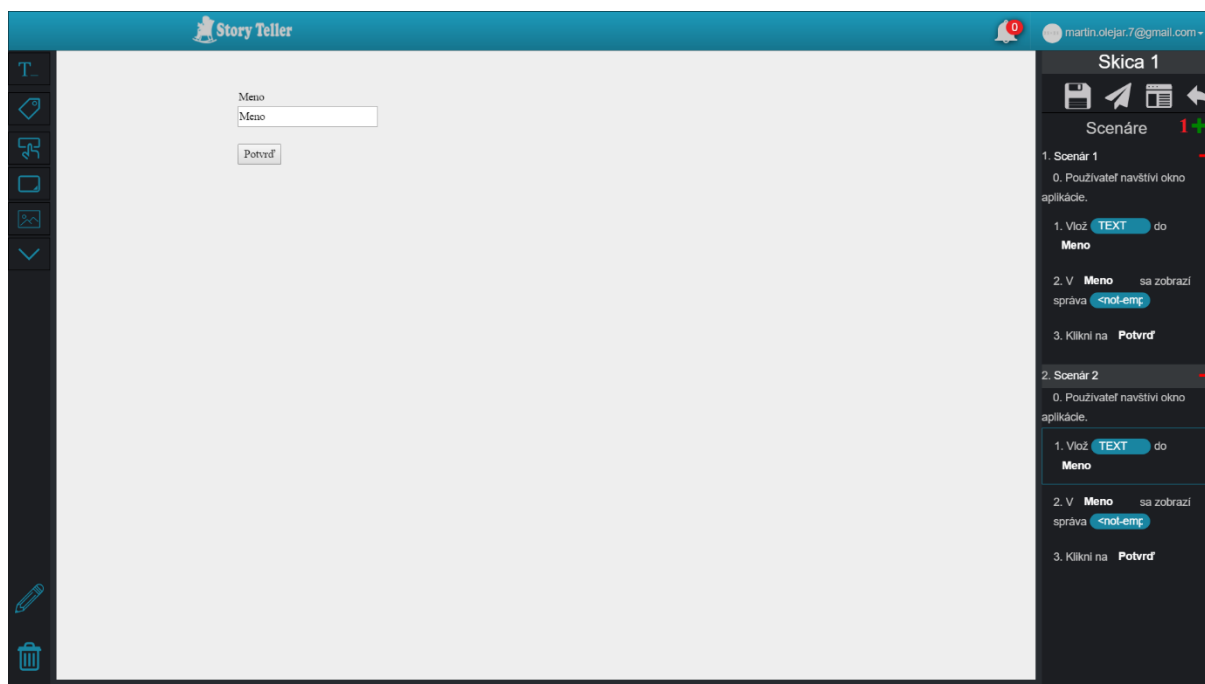 Story Teller
0
martin.olejar.7@gmail.com
T_
Meno
Meno
Potvrď
Skica 1
Scenáre 1
1. Scenár 1
0. Používateľ navštívi okno
aplikácie.
1. Vlož TEXT do
Meno
2. V Meno sa zobrazí
správa <not-emp
3. Klikni na Potvrď
2. Scenár 2
0. Používateľ navštívi okno
aplikácie.
1. Vlož TEXT do
Meno
2. V Meno sa zobrazí
správa <not-emp
3. Klikni na Potvrď